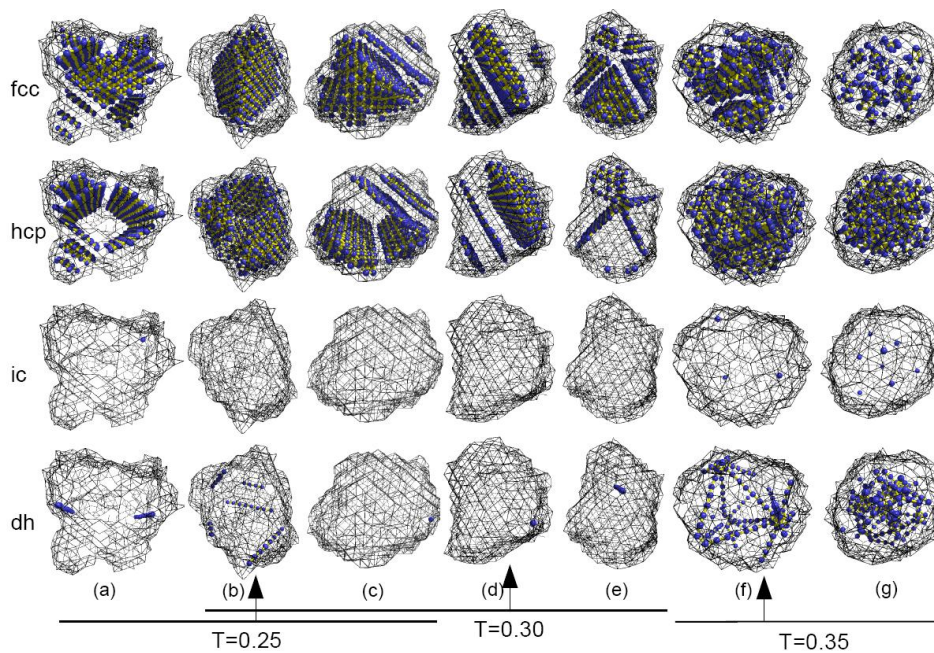 fcc
hcp
ic
dh
(a) (b) (c) (d) (e) (f) (g)
T=0.25 T=0.30 T=0.35